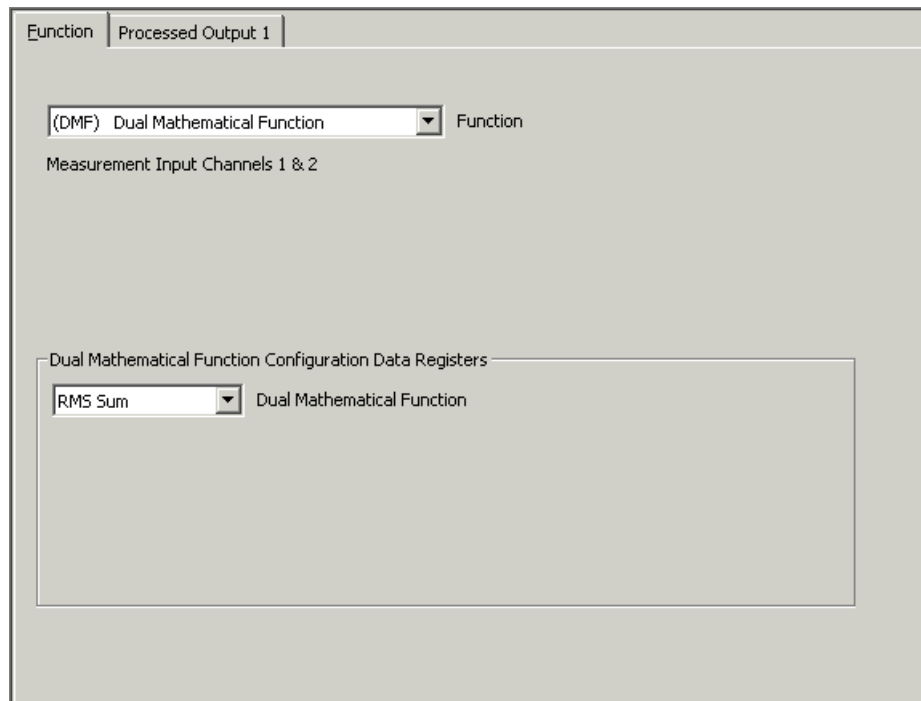 Function Processed Output 1
(DMF) Dual Mathematical Function Function
Measurement Input Channels 1 & 2
Dual Mathematical Function Configuration Data Registers
RMS Sum Dual Mathematical Function